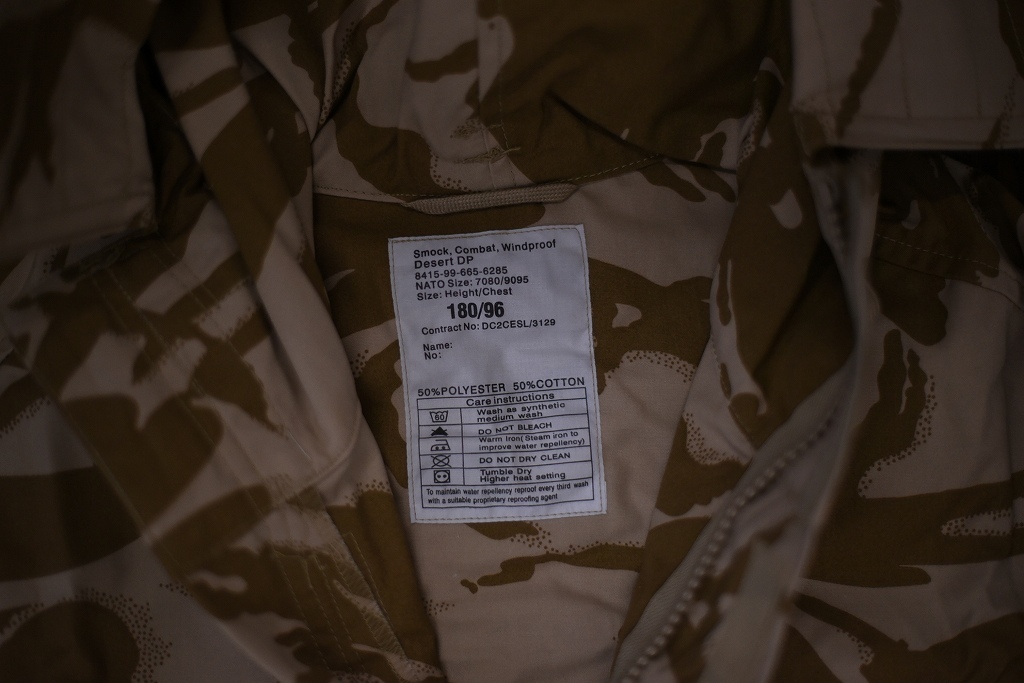 Smock, Combat, Windproof
Desert DP
8415-99-665-6285
NATO Size: 7080/9095
Size: Height/Chest
180/96
Contract No: DC2CESL/3129
Name:
No:
50%POLYESTER 50%COTTON
Care instructions
60
Wash as synthetic
medium wash
DO NOT BLEACH
Warm Iron(Steam iron to
improve water repellency)
DO NOT DRY CLEAN
Tumble Dry
Higher heat setting
To maintain water repellency reproof every third wash
with a suitable proprietary reproofing agent